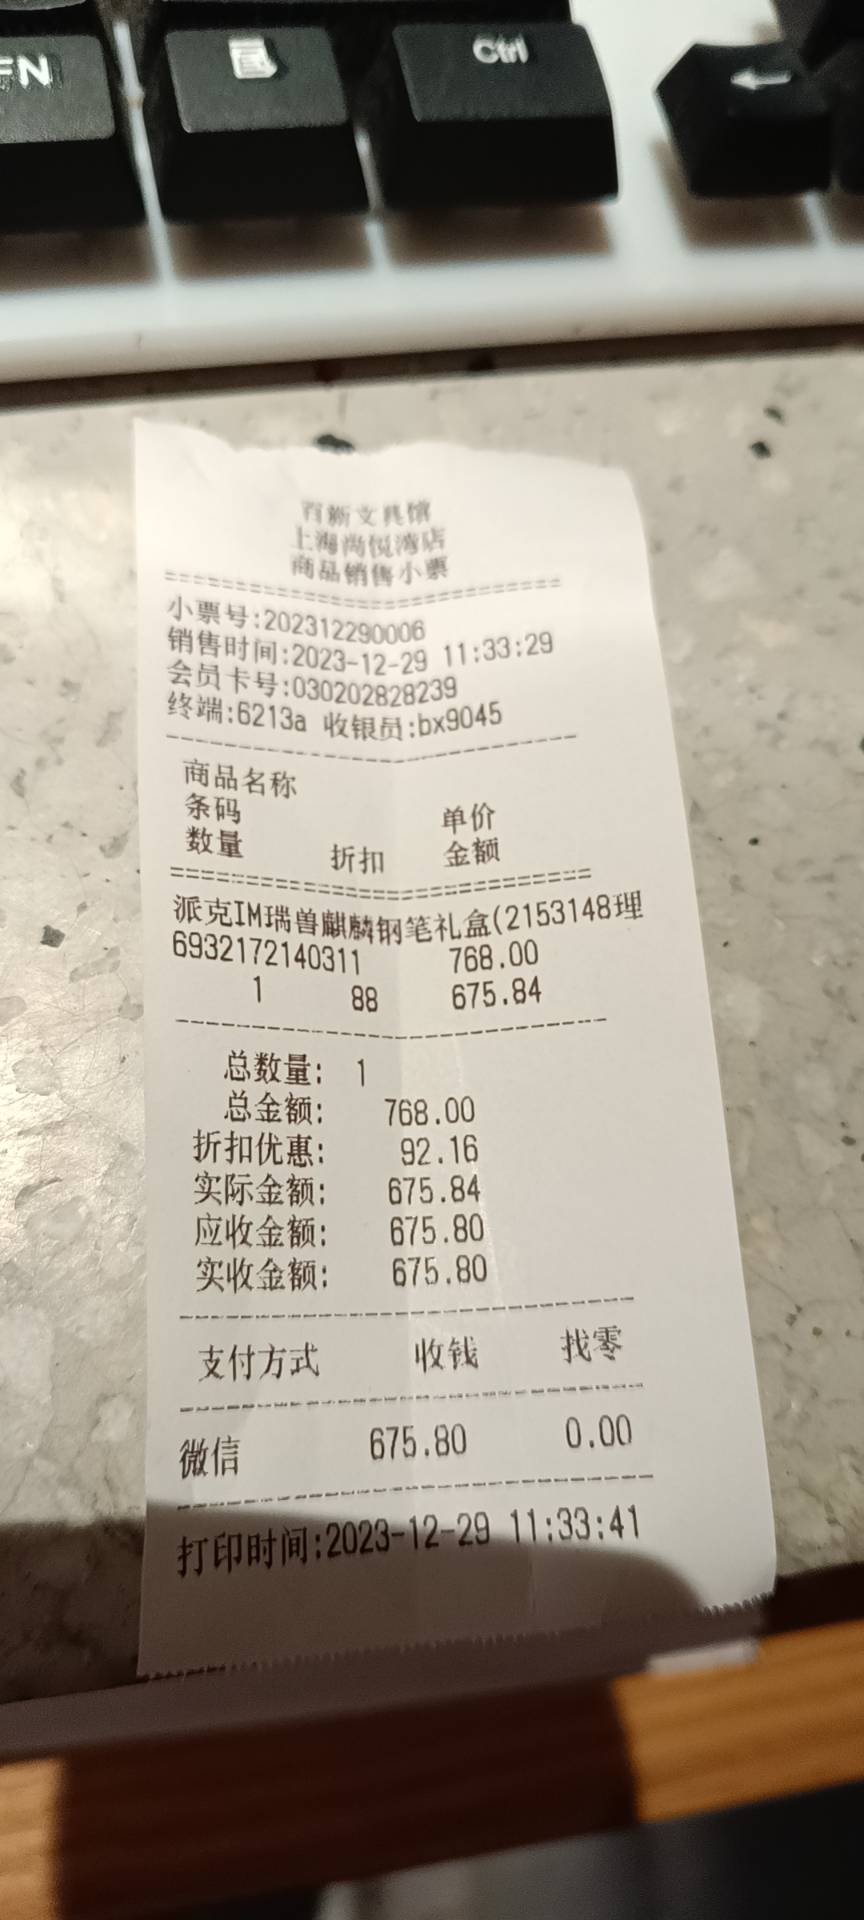 FN
Ctrl
←
百新文具馆
上海尚悦湾店
商品销售小票
================================
小票号:202312290006
销售时间:2023-12-29 11:33:29
会员卡号:030202828239
终端:6213a 收银员:bx9045
--------------------------------
商品名称
条码 单价
数量 折扣 金额
================================
派克IM瑞兽麒麟钢笔礼盒(2153148理
6932172140311 768.00
1 88 675.84
--------------------------------
总数量: 1
总金额: 768.00
折扣优惠: 92.16
实际金额: 675.84
应收金额: 675.80
实收金额: 675.80
--------------------------------
支付方式 收钱 找零
--------------------------------
微信 675.80 0.00
--------------------------------
打印时间:2023-12-29 11:33:41